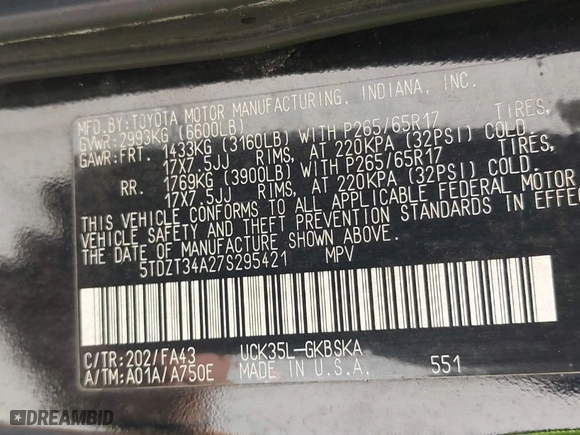 MFD.BY:TOYOTA MOTOR MANUFACTURING, INDIANA, INC.
GVWR:2993KG (6600LB)
GAWR:FRT. 1433KG (3160LB) WITH P265/65R17 TIRES,
17X7.5JJ RIMS, AT 220KPA (32PSI) COLD.
RR. 1769KG (3900LB) WITH P265/65R17 TIRES,
17X7.5JJ RIMS, AT 220KPA (32PSI) COLD.
THIS VEHICLE CONFORMS TO ALL APPLICABLE FEDERAL MOTOR
VEHICLE SAFETY AND THEFT PREVENTION STANDARDS IN EFFE
THE DATE OF MANUFACTURE SHOWN ABOVE.
5TDZT34A27S295421 MPV
C/TR:202/FA43 UCK35L-GKBSKA
A/TM:A01A/A750E MADE IN U.S.A. 551
DREAMBID